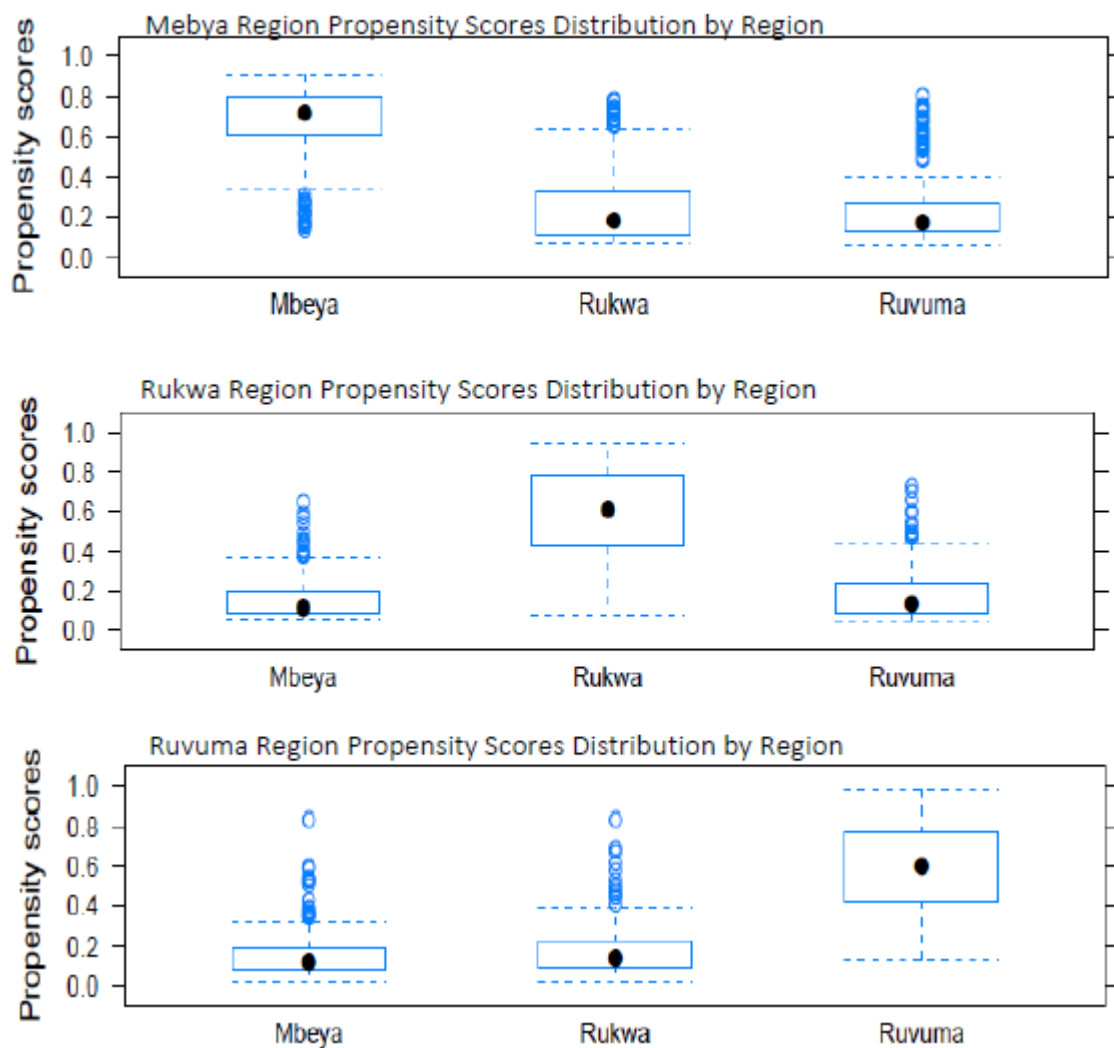 Mebya Region Propensity Scores Distribution by Region
Propensity scores
1.0
0.8
0.6
0.4
0.2
0.0
Mbeya Rukwa Ruvuma
Rukwa Region Propensity Scores Distribution by Region
Propensity scores
1.0
0.8
0.6
0.4
0.2
0.0
Mbeya Rukwa Ruvuma
Ruvuma Region Propensity Scores Distribution by Region
Propensity scores
1.0
0.8
0.6
0.4
0.2
0.0
Mbeya Rukwa Ruvuma